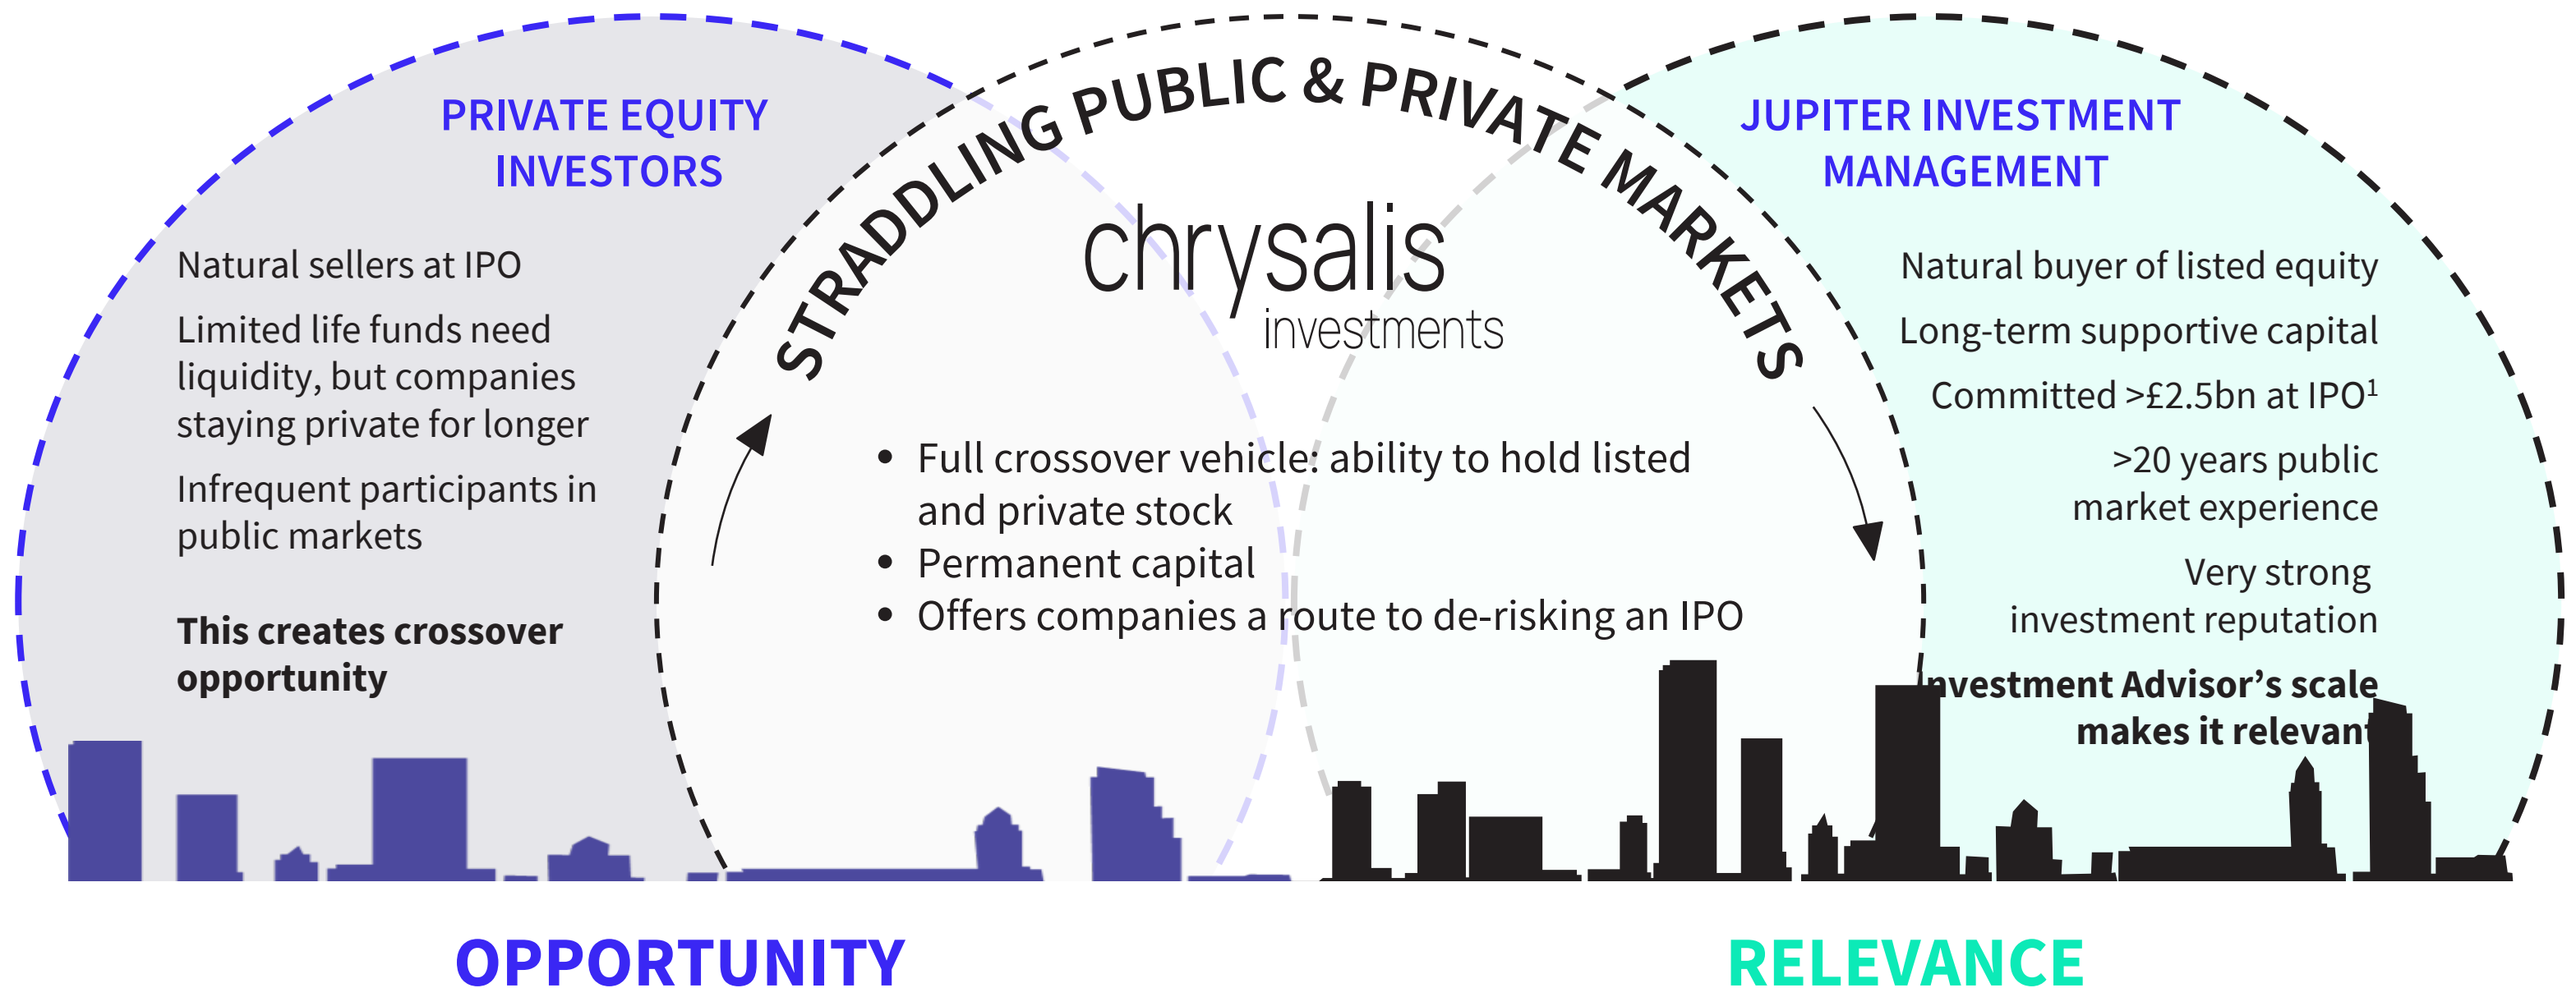 PRIVATE EQUITY
INVESTORS
Natural sellers at IPO
Limited life funds need
liquidity, but companies
staying private for longer
Infrequent participants in
public markets
This creates crossover
opportunity
STRADDLING PUBLIC & PRIVATE MARKETS
chrysalis
investments
• Full crossover vehicle: ability to hold listed
and private stock
• Permanent capital
• Offers companies a route to de-risking an IPO
JUPITER INVESTMENT
MANAGEMENT
Natural buyer of listed equity
Long-term supportive capital
Committed >£2.5bn at IPO¹
>20 years public
market experience
Very strong
investment reputation
Investment Advisor’s scale
makes it relevant
OPPORTUNITY
RELEVANCE